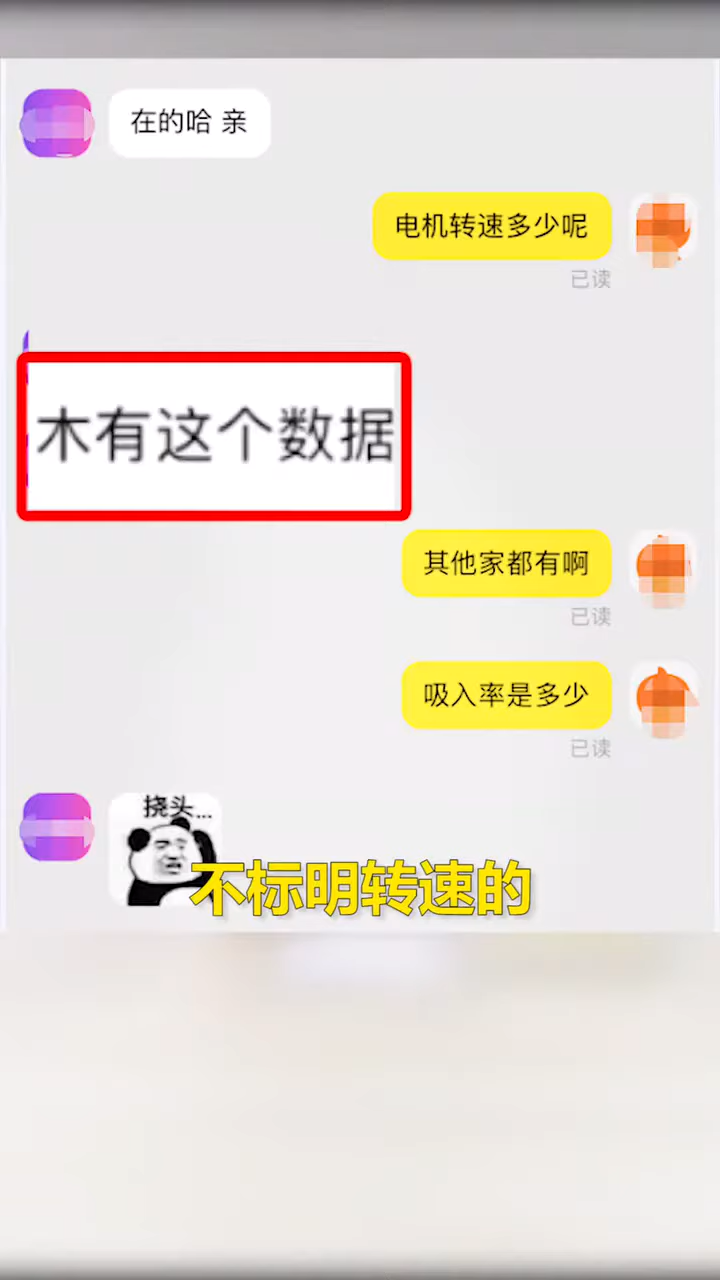 在的哈 亲
电机转速多少呢
已读
木有这个数据
其他家都有啊
已读
吸入率是多少
已读
挠头...
不标明转速的